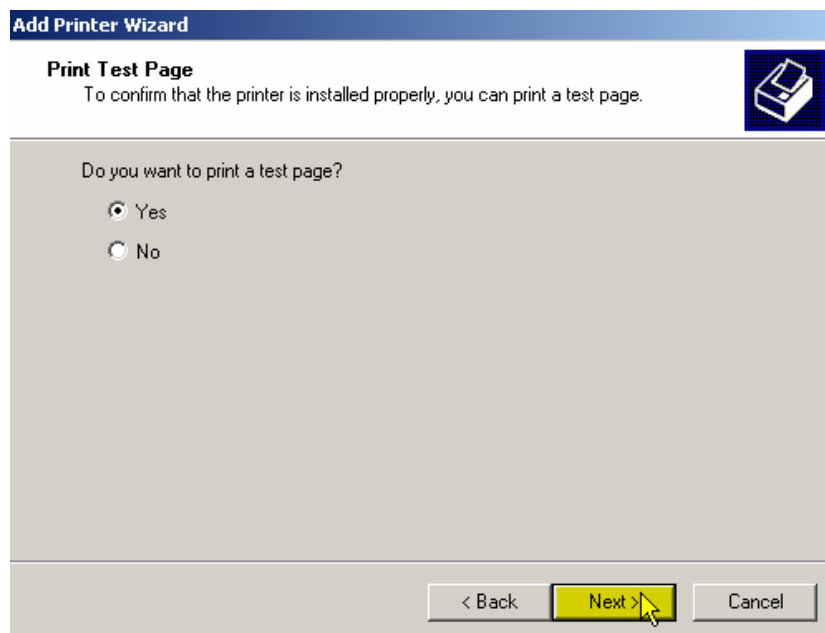 Add Printer Wizard
Print Test Page
To confirm that the printer is installed properly, you can print a test page.
Do you want to print a test page?
Yes
No
< Back Next > Cancel